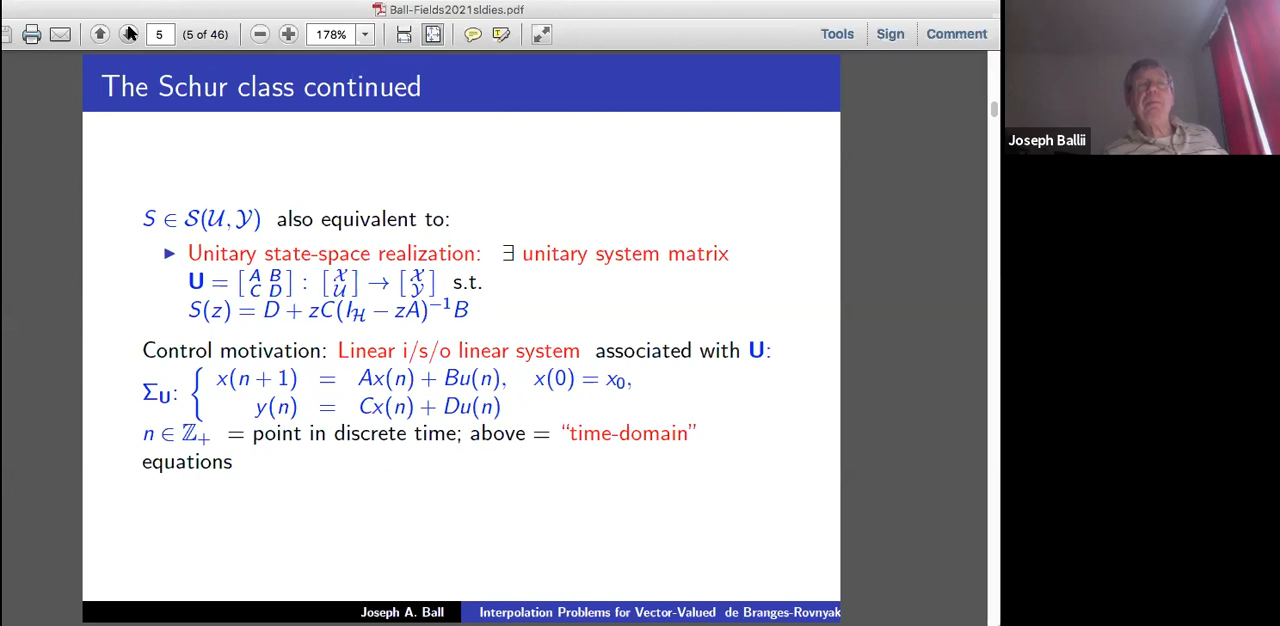 Ball-Fields2021sldies.pdf
5 (5 of 46) 178% Tools Sign Comment
The Schur class continued
Joseph Ballii
S ∈ 𝒮(𝒰, 𝒴) also equivalent to:
▶ Unitary state-space realization: ∃ unitary system matrix
U = [A B; C D] : [𝒳; 𝒰] → [𝒳; 𝒴] s.t.
S(z) = D + zC(I_ℋ − zA)⁻¹B
Control motivation: Linear i/s/o linear system associated with U:
Σ_U: { x(n + 1) = Ax(n) + Bu(n), x(0) = x₀,
y(n) = Cx(n) + Du(n)
n ∈ ℤ₊ = point in discrete time; above = “time-domain”
equations
Joseph A. Ball Interpolation Problems for Vector-Valued de Branges-Rovnyak